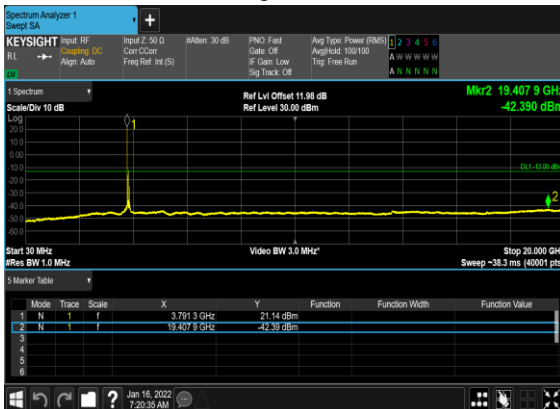 Spectrum Analyzer 1
Swept SA
+
KEYSIGHT Input: RF Input Z: 50 Ω #Atten: 30 dB PNO: Fast Avg Type: Power (RMS) 1 2 3 4 5 6
RL Coupling: DC Corr CCorr Gate: Off Avg|Hold: 100/100 A W W W W W
Align: Auto Freq Ref: Int (S) IF Gain: Low Trig: Free Run
Sig Track: Off A N N N N N
1 Spectrum Ref Lvl Offset 11.98 dB Mkr2 19.407 9 GHz
Scale/Div 10 dB Ref Level 30.00 dBm -42.390 dBm
Log
20.0
10.0
0.00
-10.0
DL1 -13.00 dBm
-20.0
-30.0
-40.0
-50.0
-60.0
1
2
Start 30 MHz Video BW 3.0 MHz* Stop 20.000 GHz
#Res BW 1.0 MHz Sweep ~38.3 ms (40001 pts)
5 Marker Table
Mode Trace Scale X Y Function Function Width Function Value
1 N 1 f 3.791 3 GHz 21.14 dBm
2 N 1 f 19.407 9 GHz -42.39 dBm
3
4
5
6
? Jan 16, 2022
7:20:35 AM